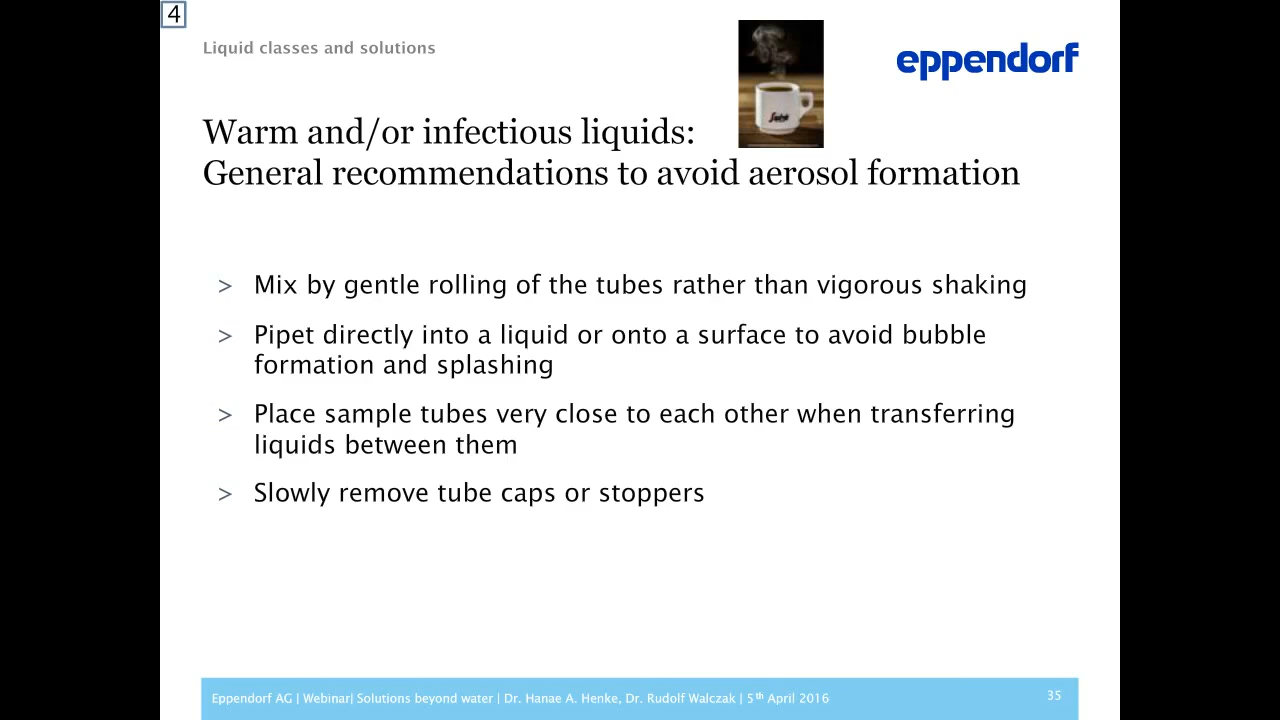 4
Liquid classes and solutions
eppendorf
Warm and/or infectious liquids:
General recommendations to avoid aerosol formation
> Mix by gentle rolling of the tubes rather than vigorous shaking
> Pipet directly into a liquid or onto a surface to avoid bubble
formation and splashing
> Place sample tubes very close to each other when transferring
liquids between them
> Slowly remove tube caps or stoppers
Eppendorf AG | Webinar| Solutions beyond water | Dr. Hanae A. Henke, Dr. Rudolf Walczak | 5th April 2016
35